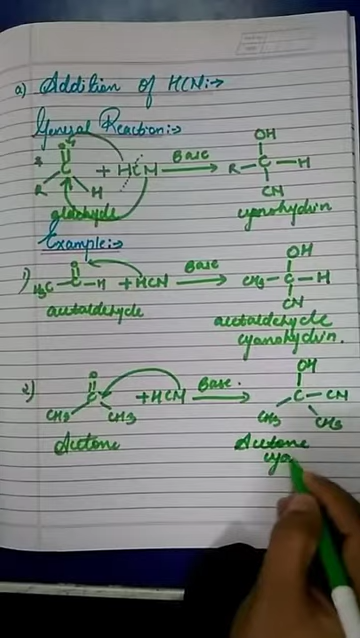 a) Addition of HCN:→
General Reaction:→
O
R C + HCN Base → OH
R H R — C — H
CN
aldehyde cyanohydrin
Example:→
1) O
H₃C — C — H + HCN Base → OH
CH₃ — C — H
CN
acetaldehyde acetaldehyde
cyanohydrin.
2) O
C + HCN Base. → OH
C — CN
CH₃ CH₃ CH₃ CH₃
Acetone Acetone
cya